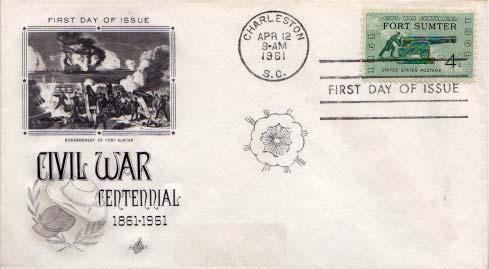 FIRST DAY OF ISSUE
BOMBARDMENT OF FORT SUMTER
CIVIL WAR
CENTENNIAL
1861-1961
CHARLESTON
APR 12
9-AM
1961
S.C.
CIVIL WAR CENTENNIAL
FORT SUMTER
1861
1961
4¢
UNITED STATES POSTAGE
FIRST DAY OF ISSUE